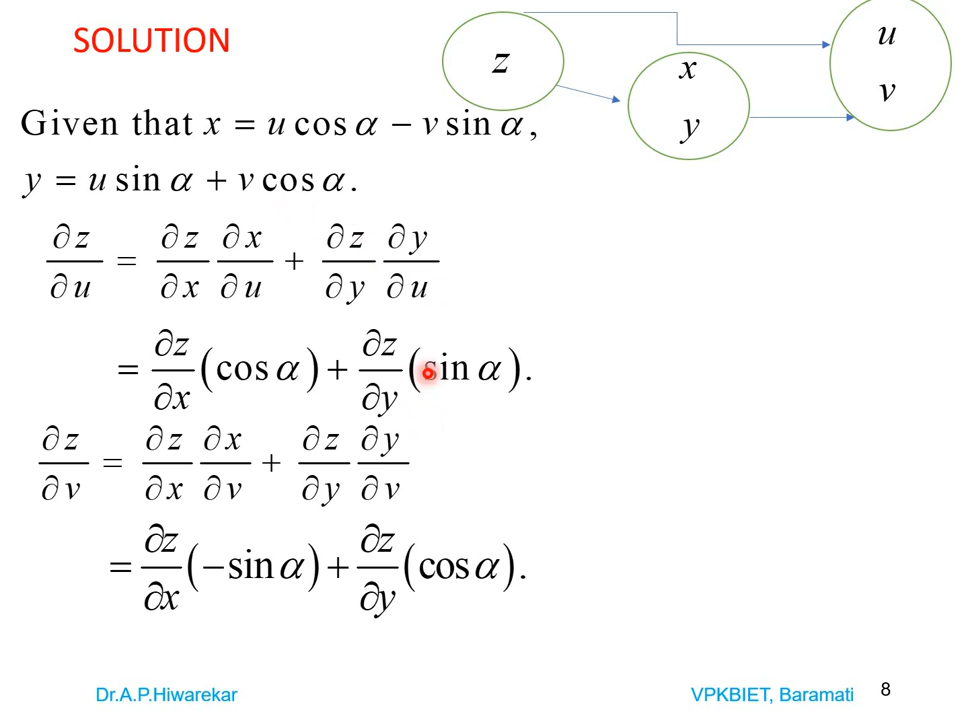 SOLUTION
z
x
y
u
v
Given that x = u cos α − v sin α,
y = u sin α + v cos α.
∂z/∂u = ∂z/∂x ∂x/∂u + ∂z/∂y ∂y/∂u
= ∂z/∂x (cos α) + ∂z/∂y (sin α).
∂z/∂v = ∂z/∂x ∂x/∂v + ∂z/∂y ∂y/∂v
= ∂z/∂x (−sin α) + ∂z/∂y (cos α).
Dr.A.P.Hiwarekar VPKBIET, Baramati 8